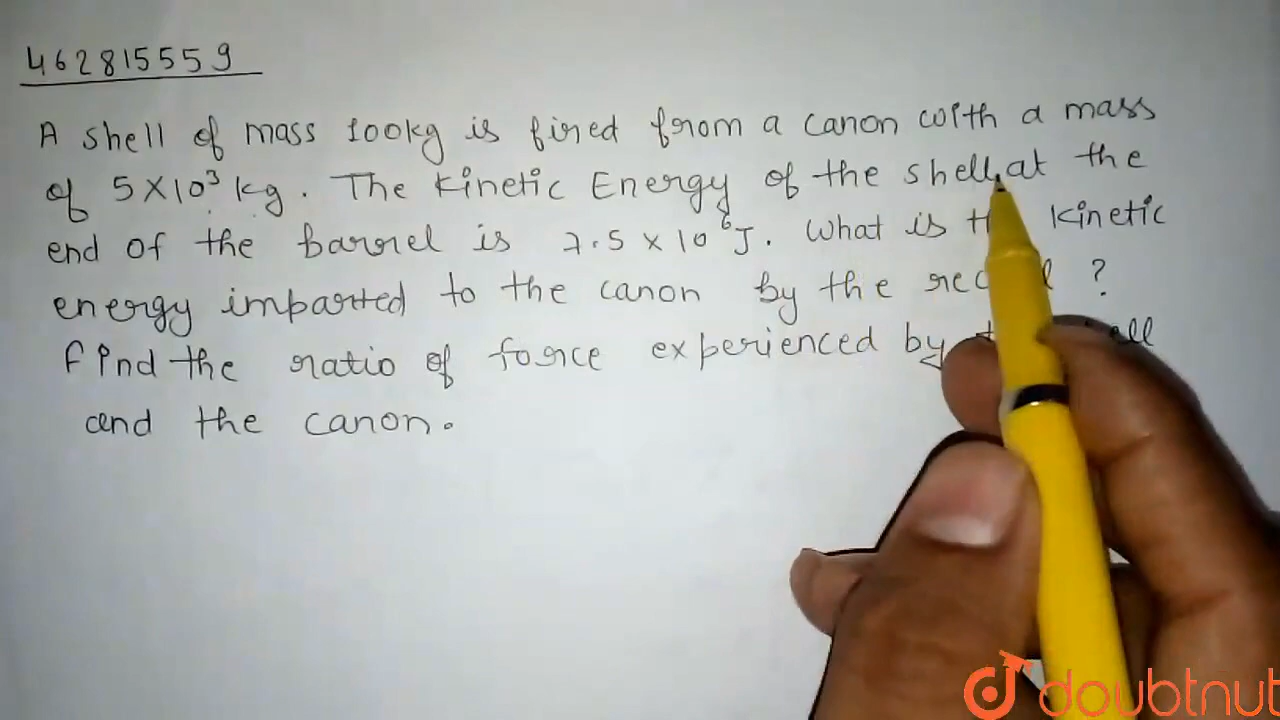 462815559
A shell of mass 100kg is fired from a canon with a mass
of 5×10³ kg. The Kinetic Energy of the shell at the
end of the barrel is 7.5 × 10⁶J. What is kinetic
energy imparted to the canon by the ?
Find the ratio of force experienced by
and the canon.
doubtnut